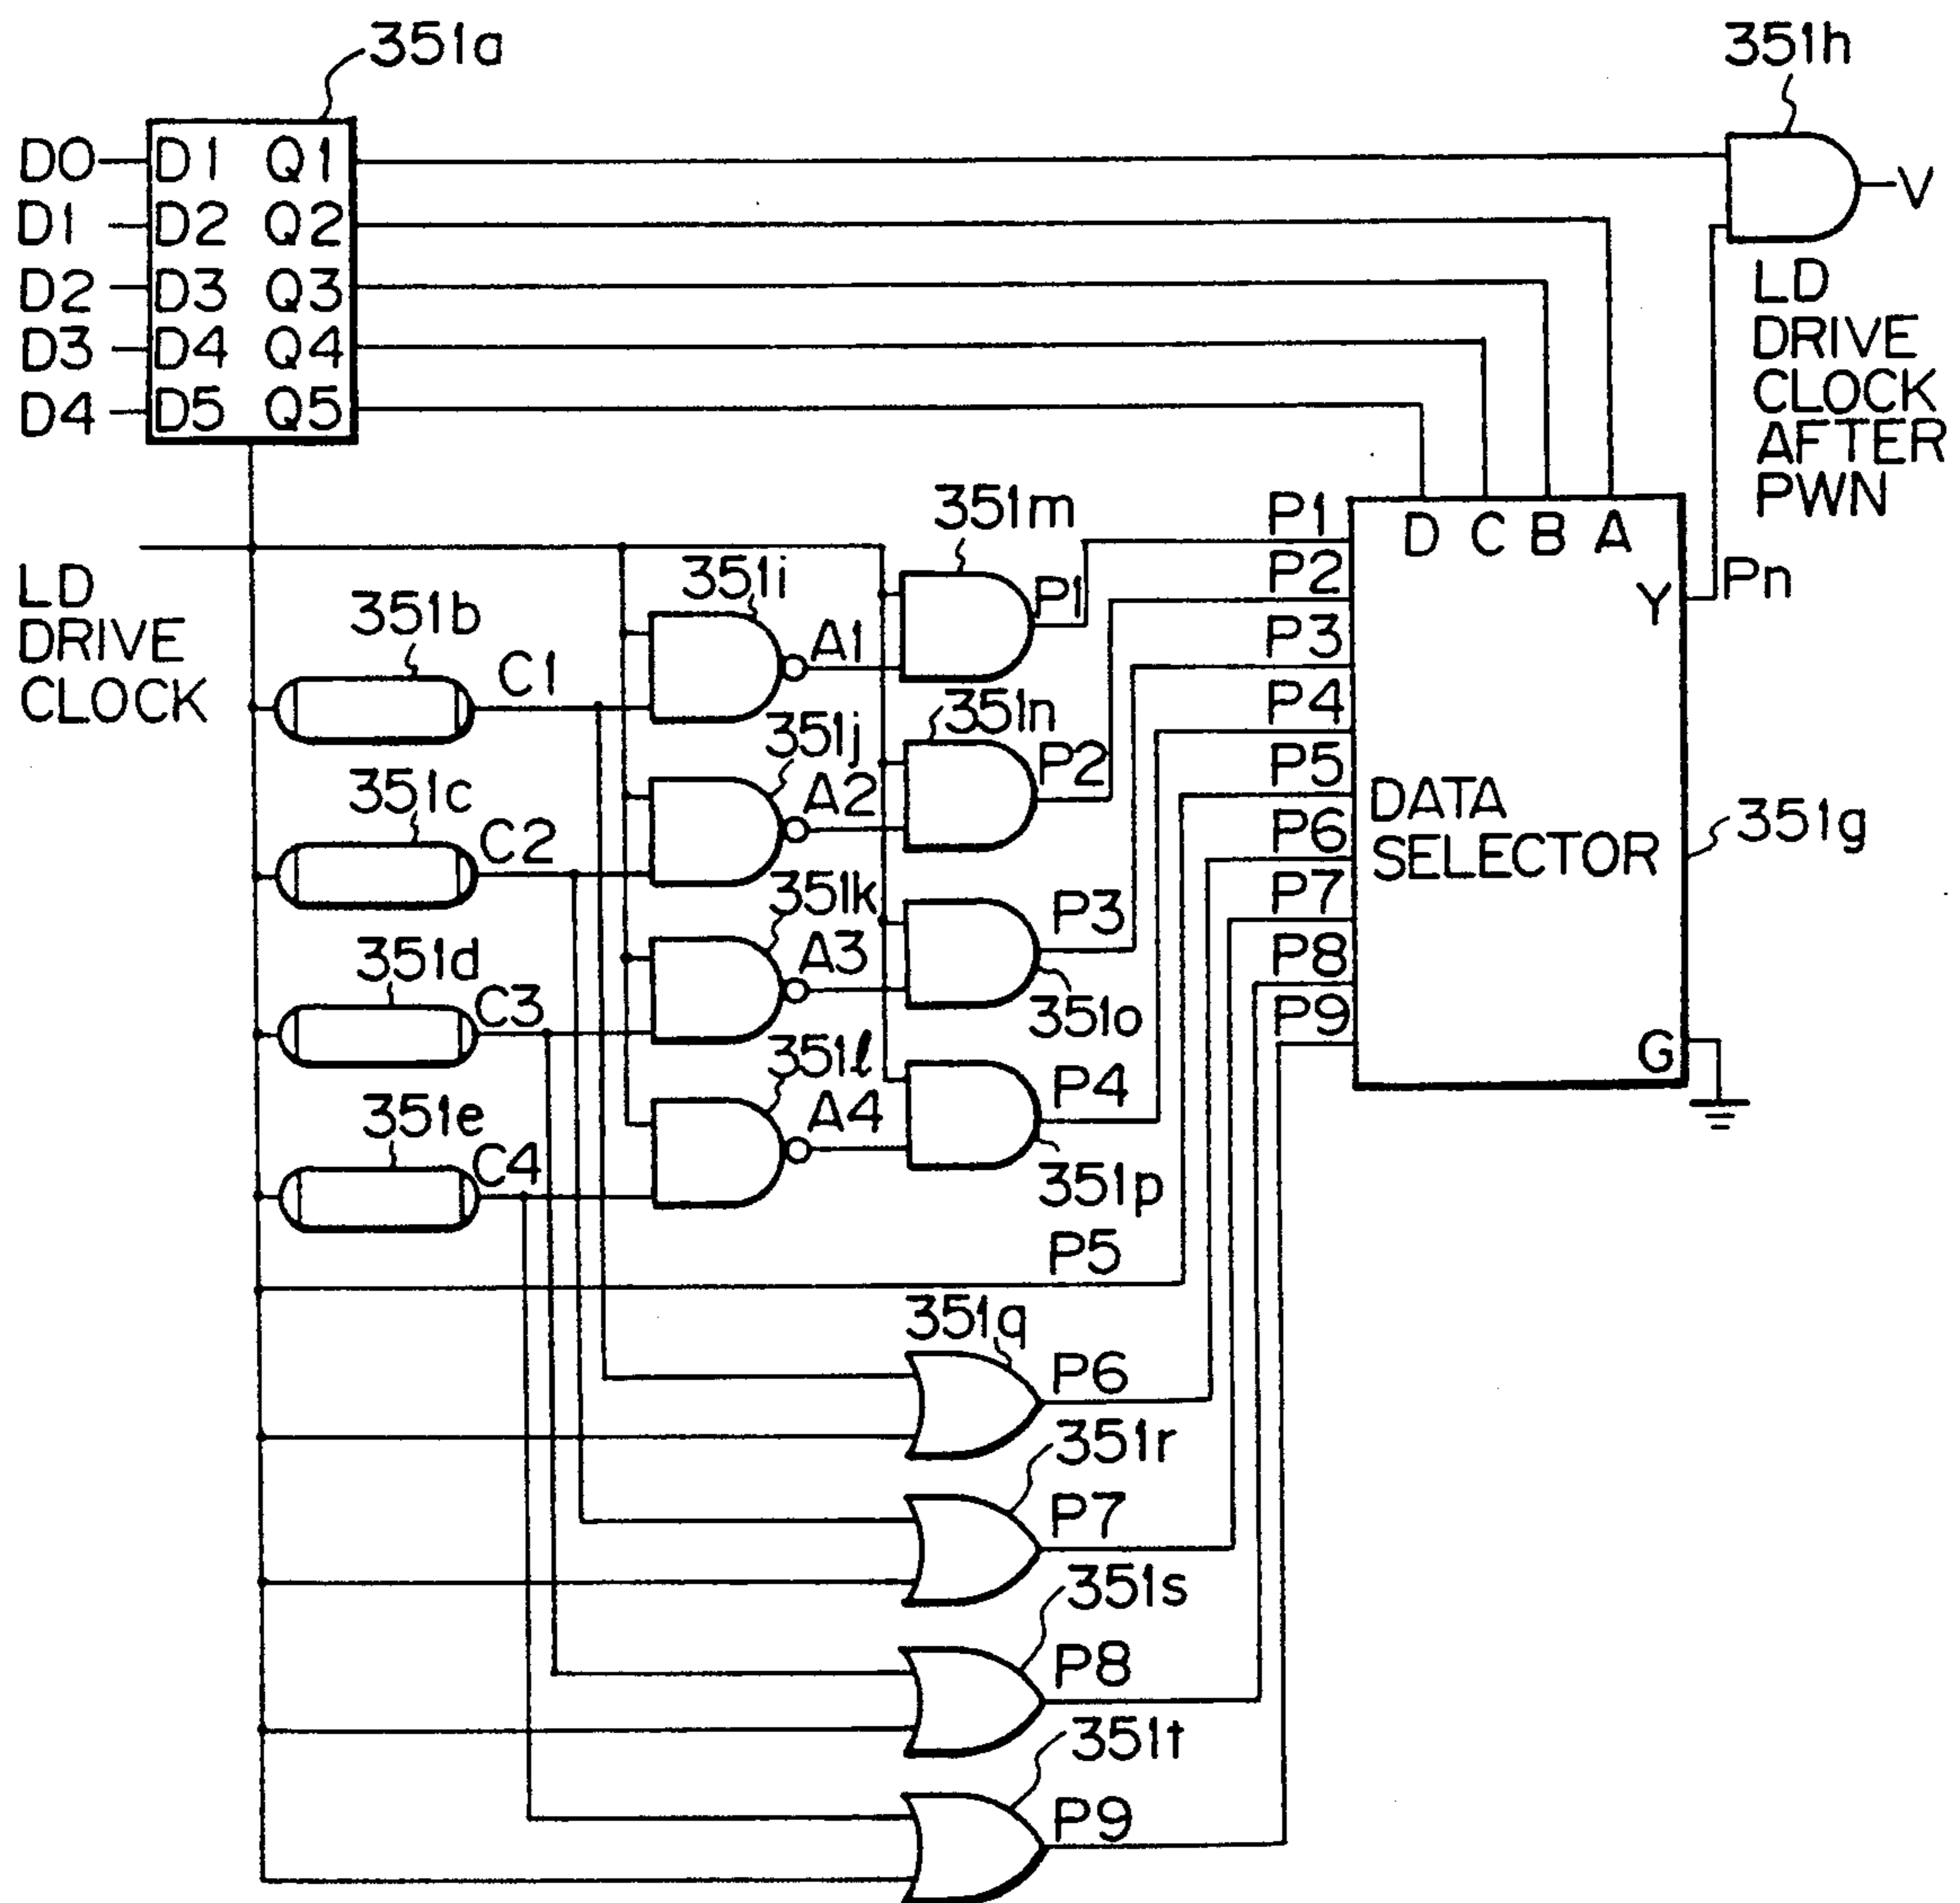 351a
351h
D0 D1 Q1
V
D1 D2 Q2
D2 D3 Q3
D3 D4 Q4
D4 D5 Q5
LD
DRIVE
CLOCK
AFTER
PWN
LD
DRIVE
CLOCK
351b
C1
351c
C2
351d
C3
351e
C4
351i
A1
351j
A2
351k
A3
351l
A4
351m
P1
351n
P2
P3
351o
P4
351p
P5
351q
P6
351r
P7
351s
P8
351t
P9
P1
P2
P3
P4
P5
P6
P7
P8
P9
D C B A
Y
Pn
DATA
SELECTOR
351g
G